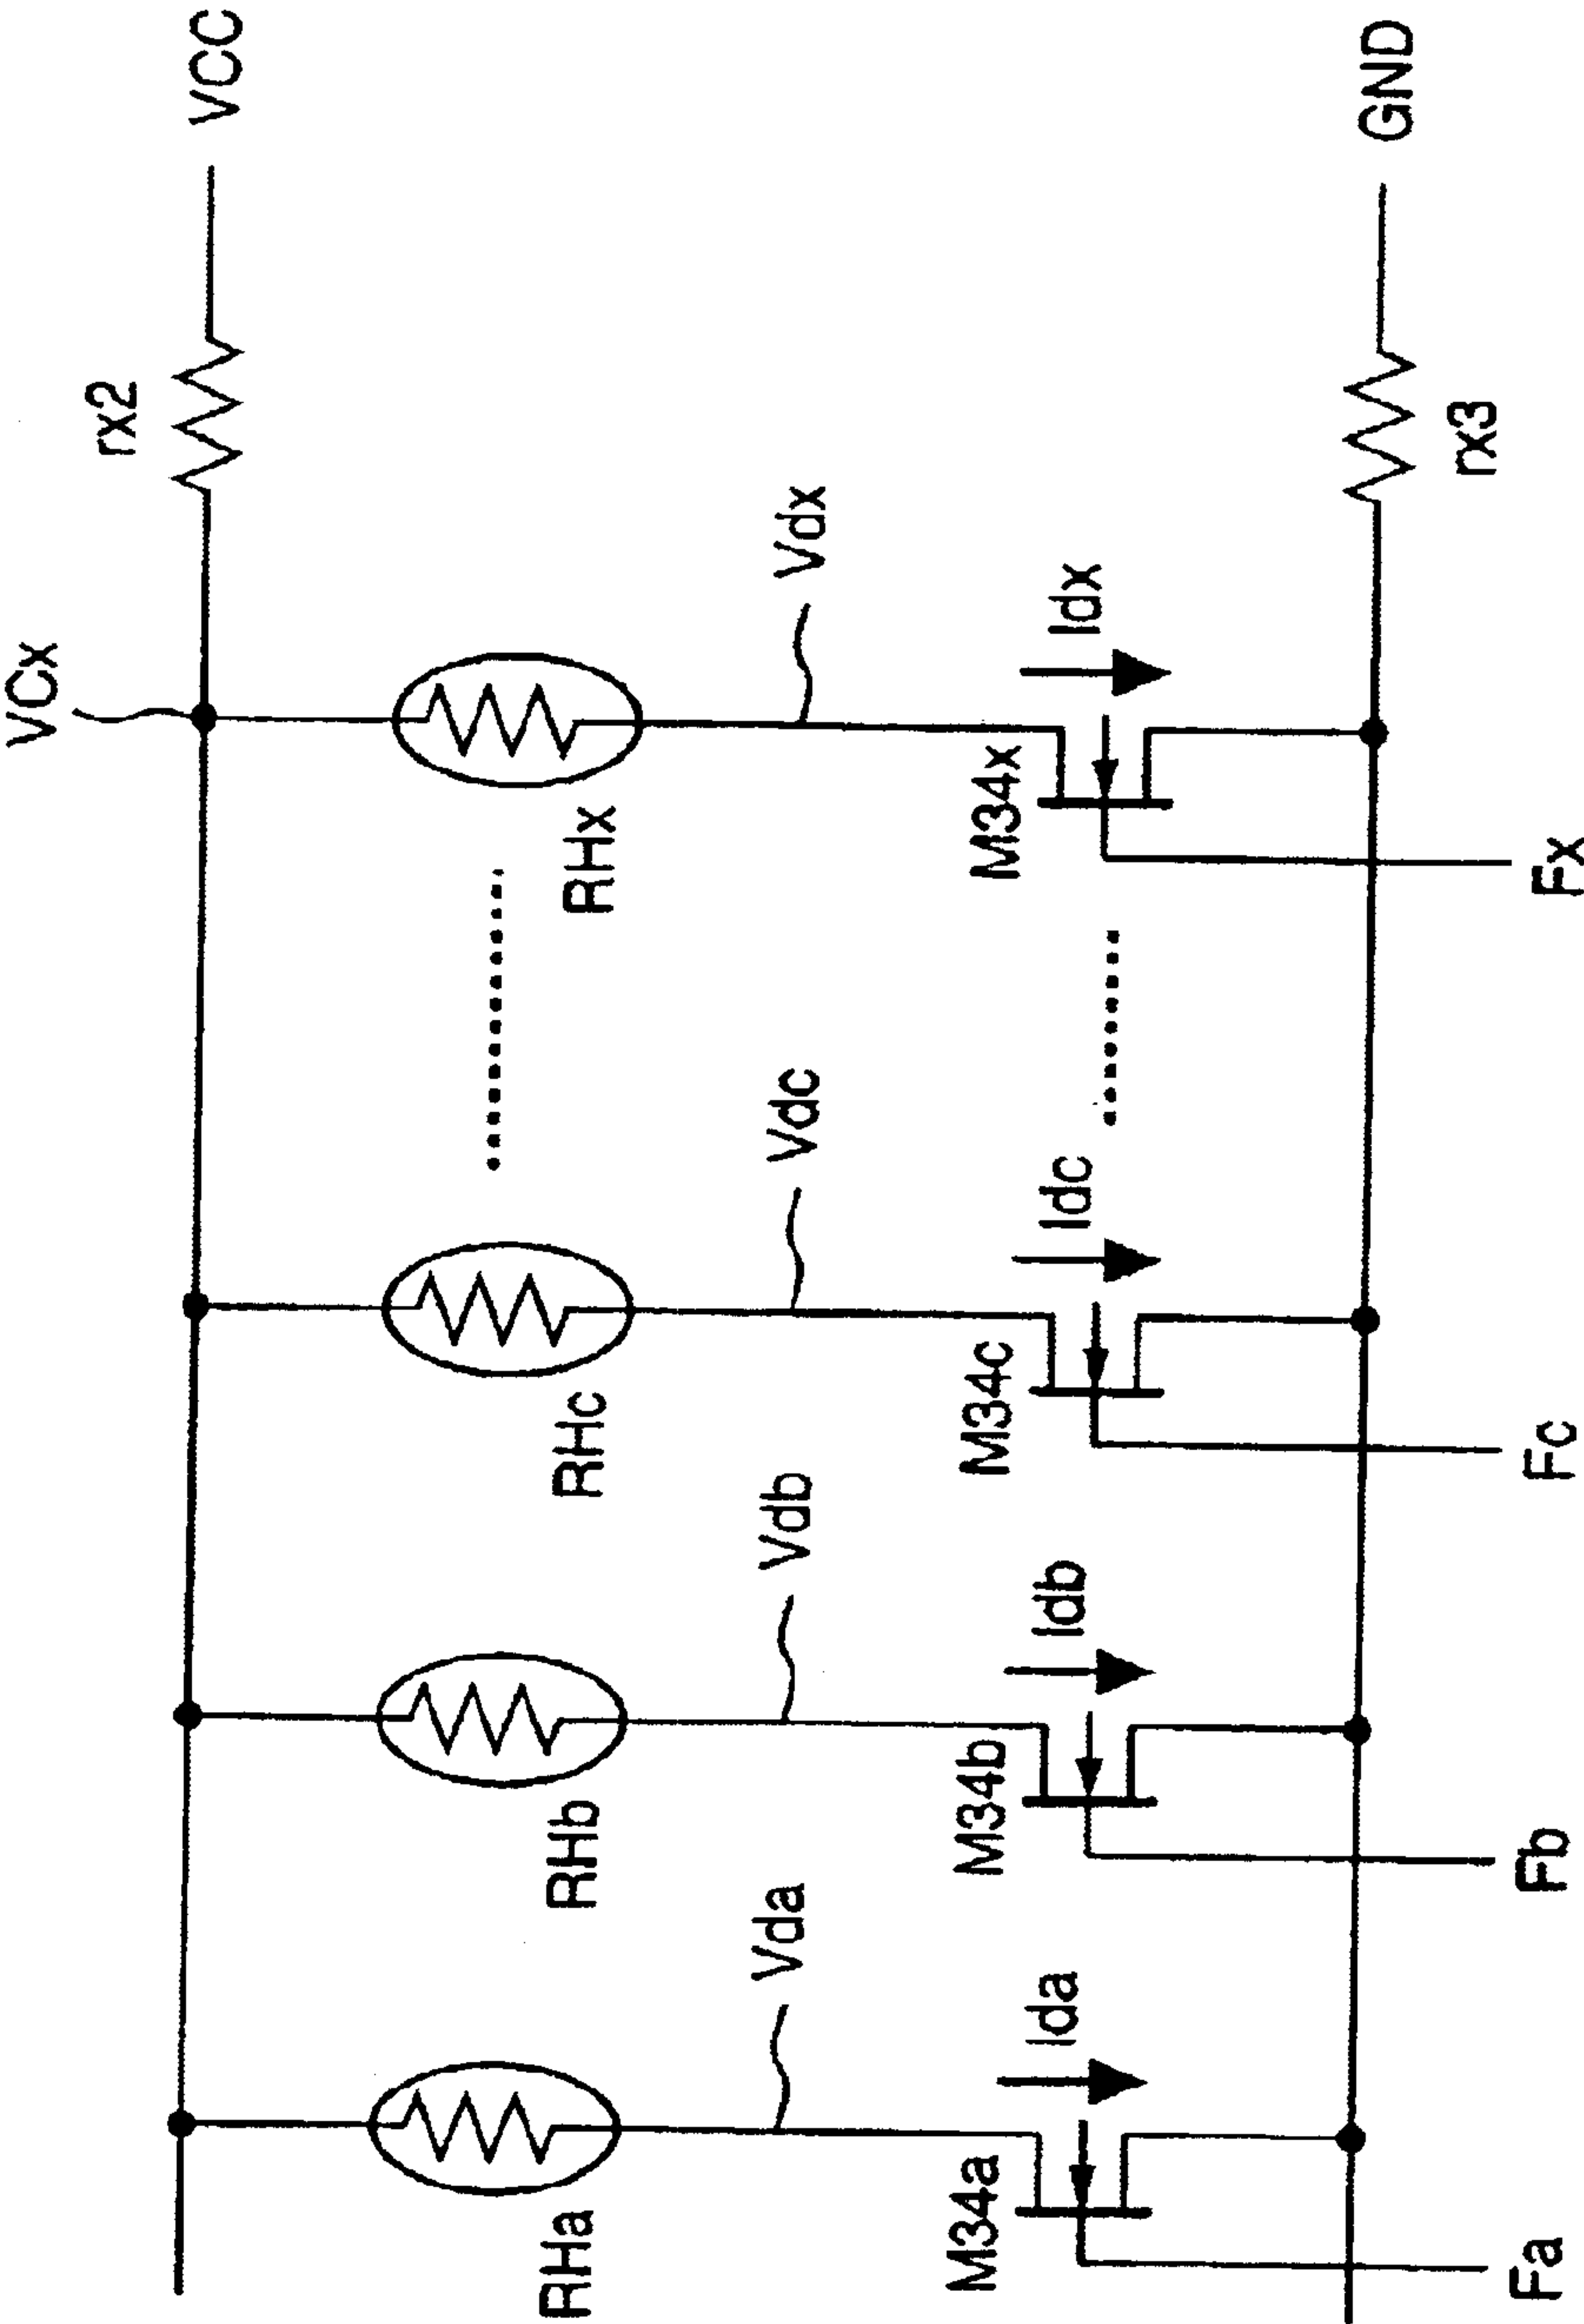 VCx
rx2
VCC
RHa
RHb
RHc
RHx
Vda
Vdb
Vdc
Vdx
M34a
Ida
M34b
Idb
M34c
Idc
M34x
Idx
GND
rx3
Fa
Fb
Fc
Fx